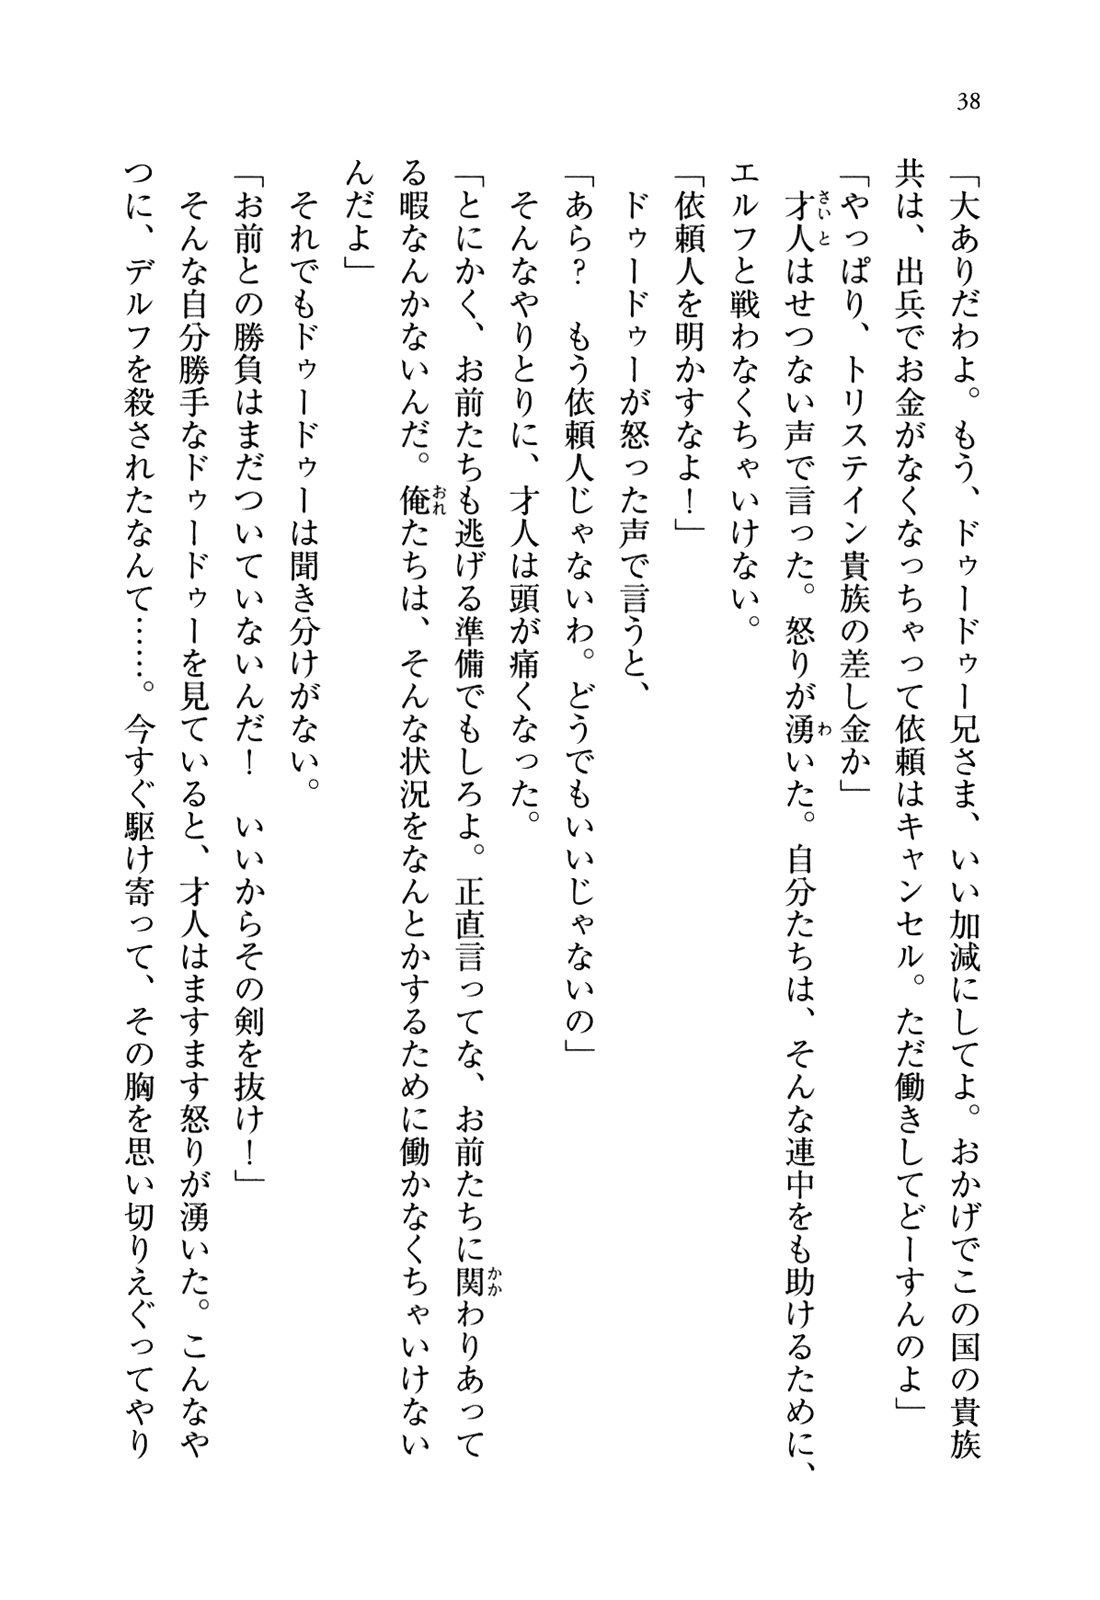 38
「大ありだわよ。もう、ドゥードゥー兄さま、いい加減にしてよ。おかげでこの国の貴族
共は、出兵でお金がなくなっちゃって依頼はキャンセル。ただ働きしてどーすんのよ」
「やっぱり、トリステイン貴族の差し金か」
　才人はせつない声で言った。怒りが湧いた。自分たちは、そんな連中をも助けるために、
エルフと戦わなくちゃいけない。
「依頼人を明かすなよ！」
　ドゥードゥーが怒った声で言うと、
「あら？　もう依頼人じゃないわ。どうでもいいじゃないの」
　そんなやりとりに、才人は頭が痛くなった。
「とにかく、お前たちも逃げる準備でもしろよ。正直言ってな、お前たちに関わりあって
る暇なんかないんだ。俺たちは、そんな状況をなんとかするために働かなくちゃいけない
んだよ」
　それでもドゥードゥーは聞き分けがない。
「お前との勝負はまだついていないんだ！　いいからその剣を抜け！」
　そんな自分勝手なドゥードゥーを見ていると、才人はますます怒りが湧いた。こんなや
つに、デルフを殺されたなんて……。今すぐ駆け寄って、その胸を思い切りえぐってやり